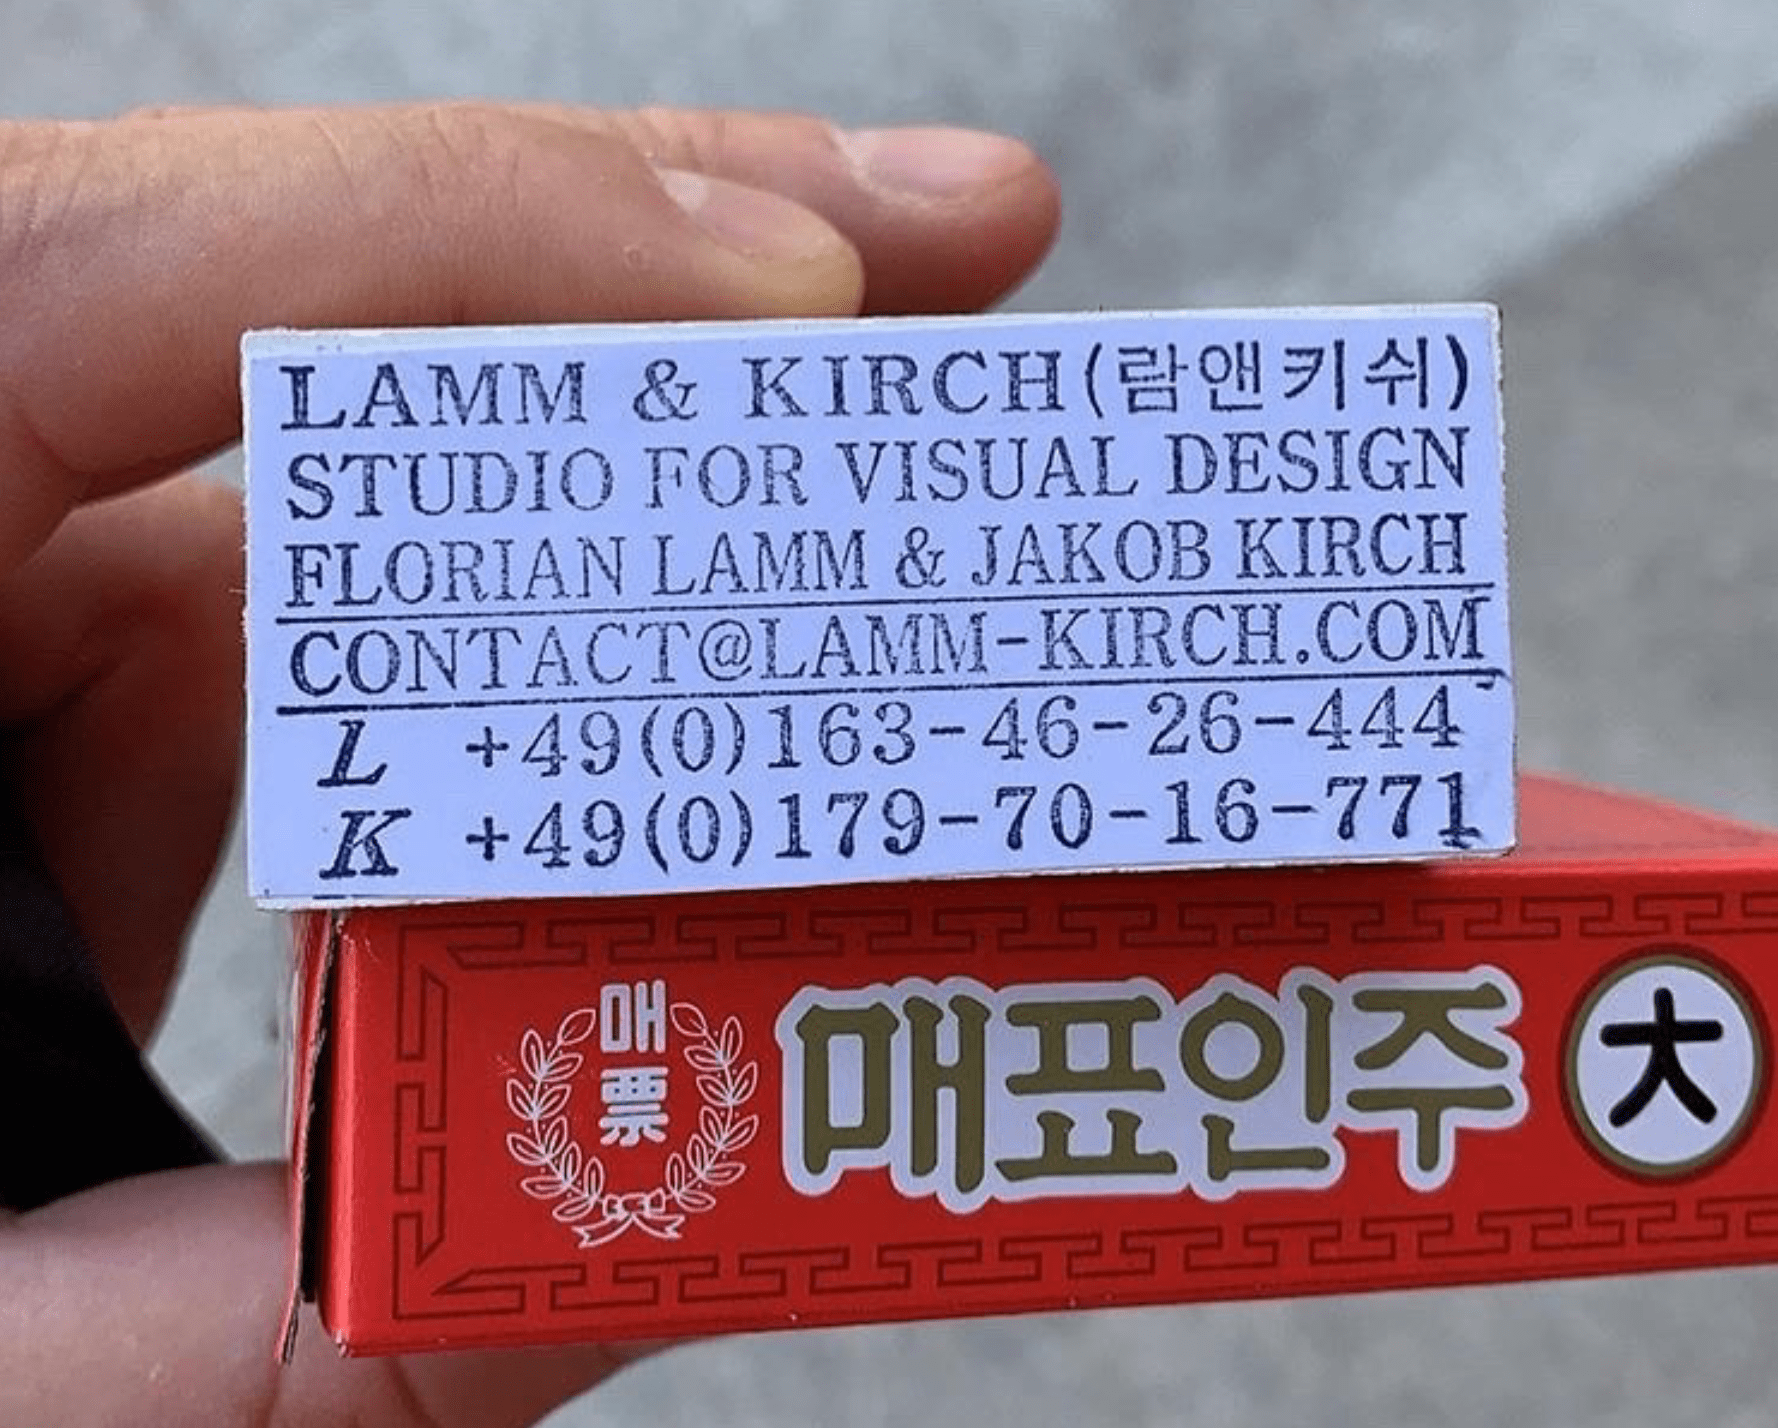 LAMM & KIRCH(람앤키쉬)
STUDIO FOR VISUAL DESIGN
FLORIAN LAMM & JAKOB KIRCH
CONTACT@LAMM-KIRCH.COM
L +49(0)163-46-26-444
K +49(0)179-70-16-771
매
票
매표인주
大